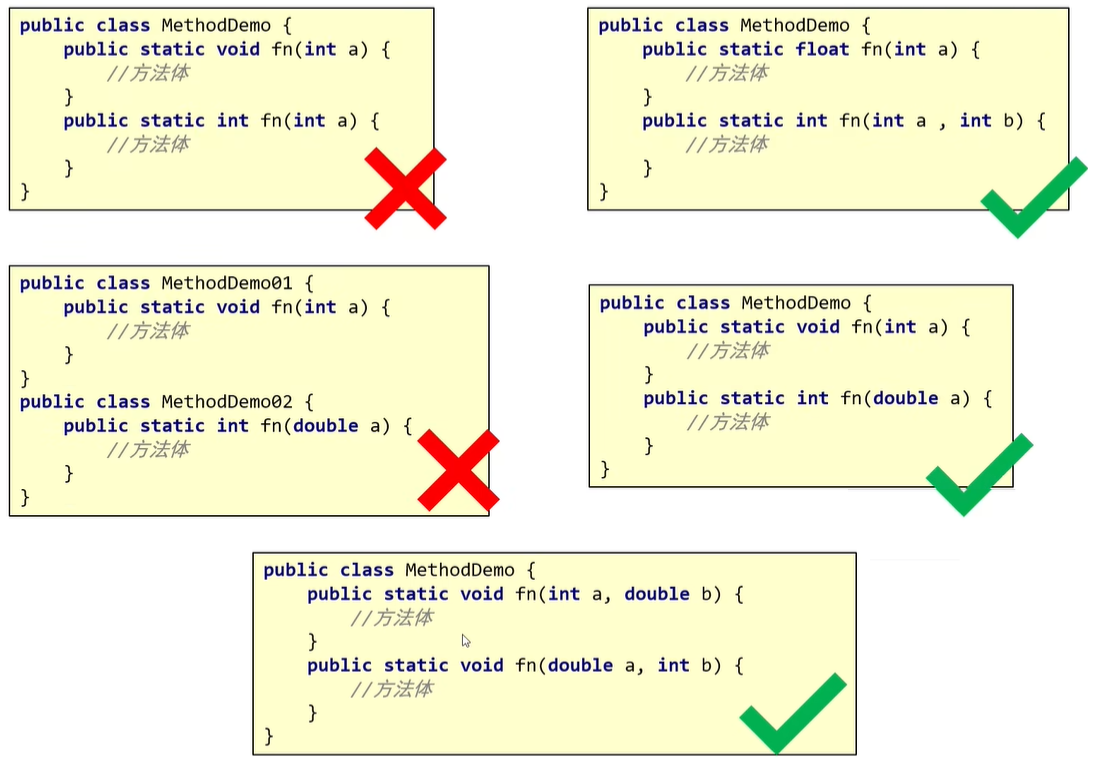 public class MethodDemo {
public static void fn(int a) {
//方法体
}
public static int fn(int a) {
//方法体
}
}
public class MethodDemo {
public static float fn(int a) {
//方法体
}
public static int fn(int a , int b) {
//方法体
}
}
public class MethodDemo01 {
public static void fn(int a) {
//方法体
}
}
public class MethodDemo02 {
public static int fn(double a) {
//方法体
}
}
public class MethodDemo {
public static void fn(int a) {
//方法体
}
public static int fn(double a) {
//方法体
}
}
public class MethodDemo {
public static void fn(int a, double b) {
//方法体
}
public static void fn(double a, int b) {
//方法体
}
}